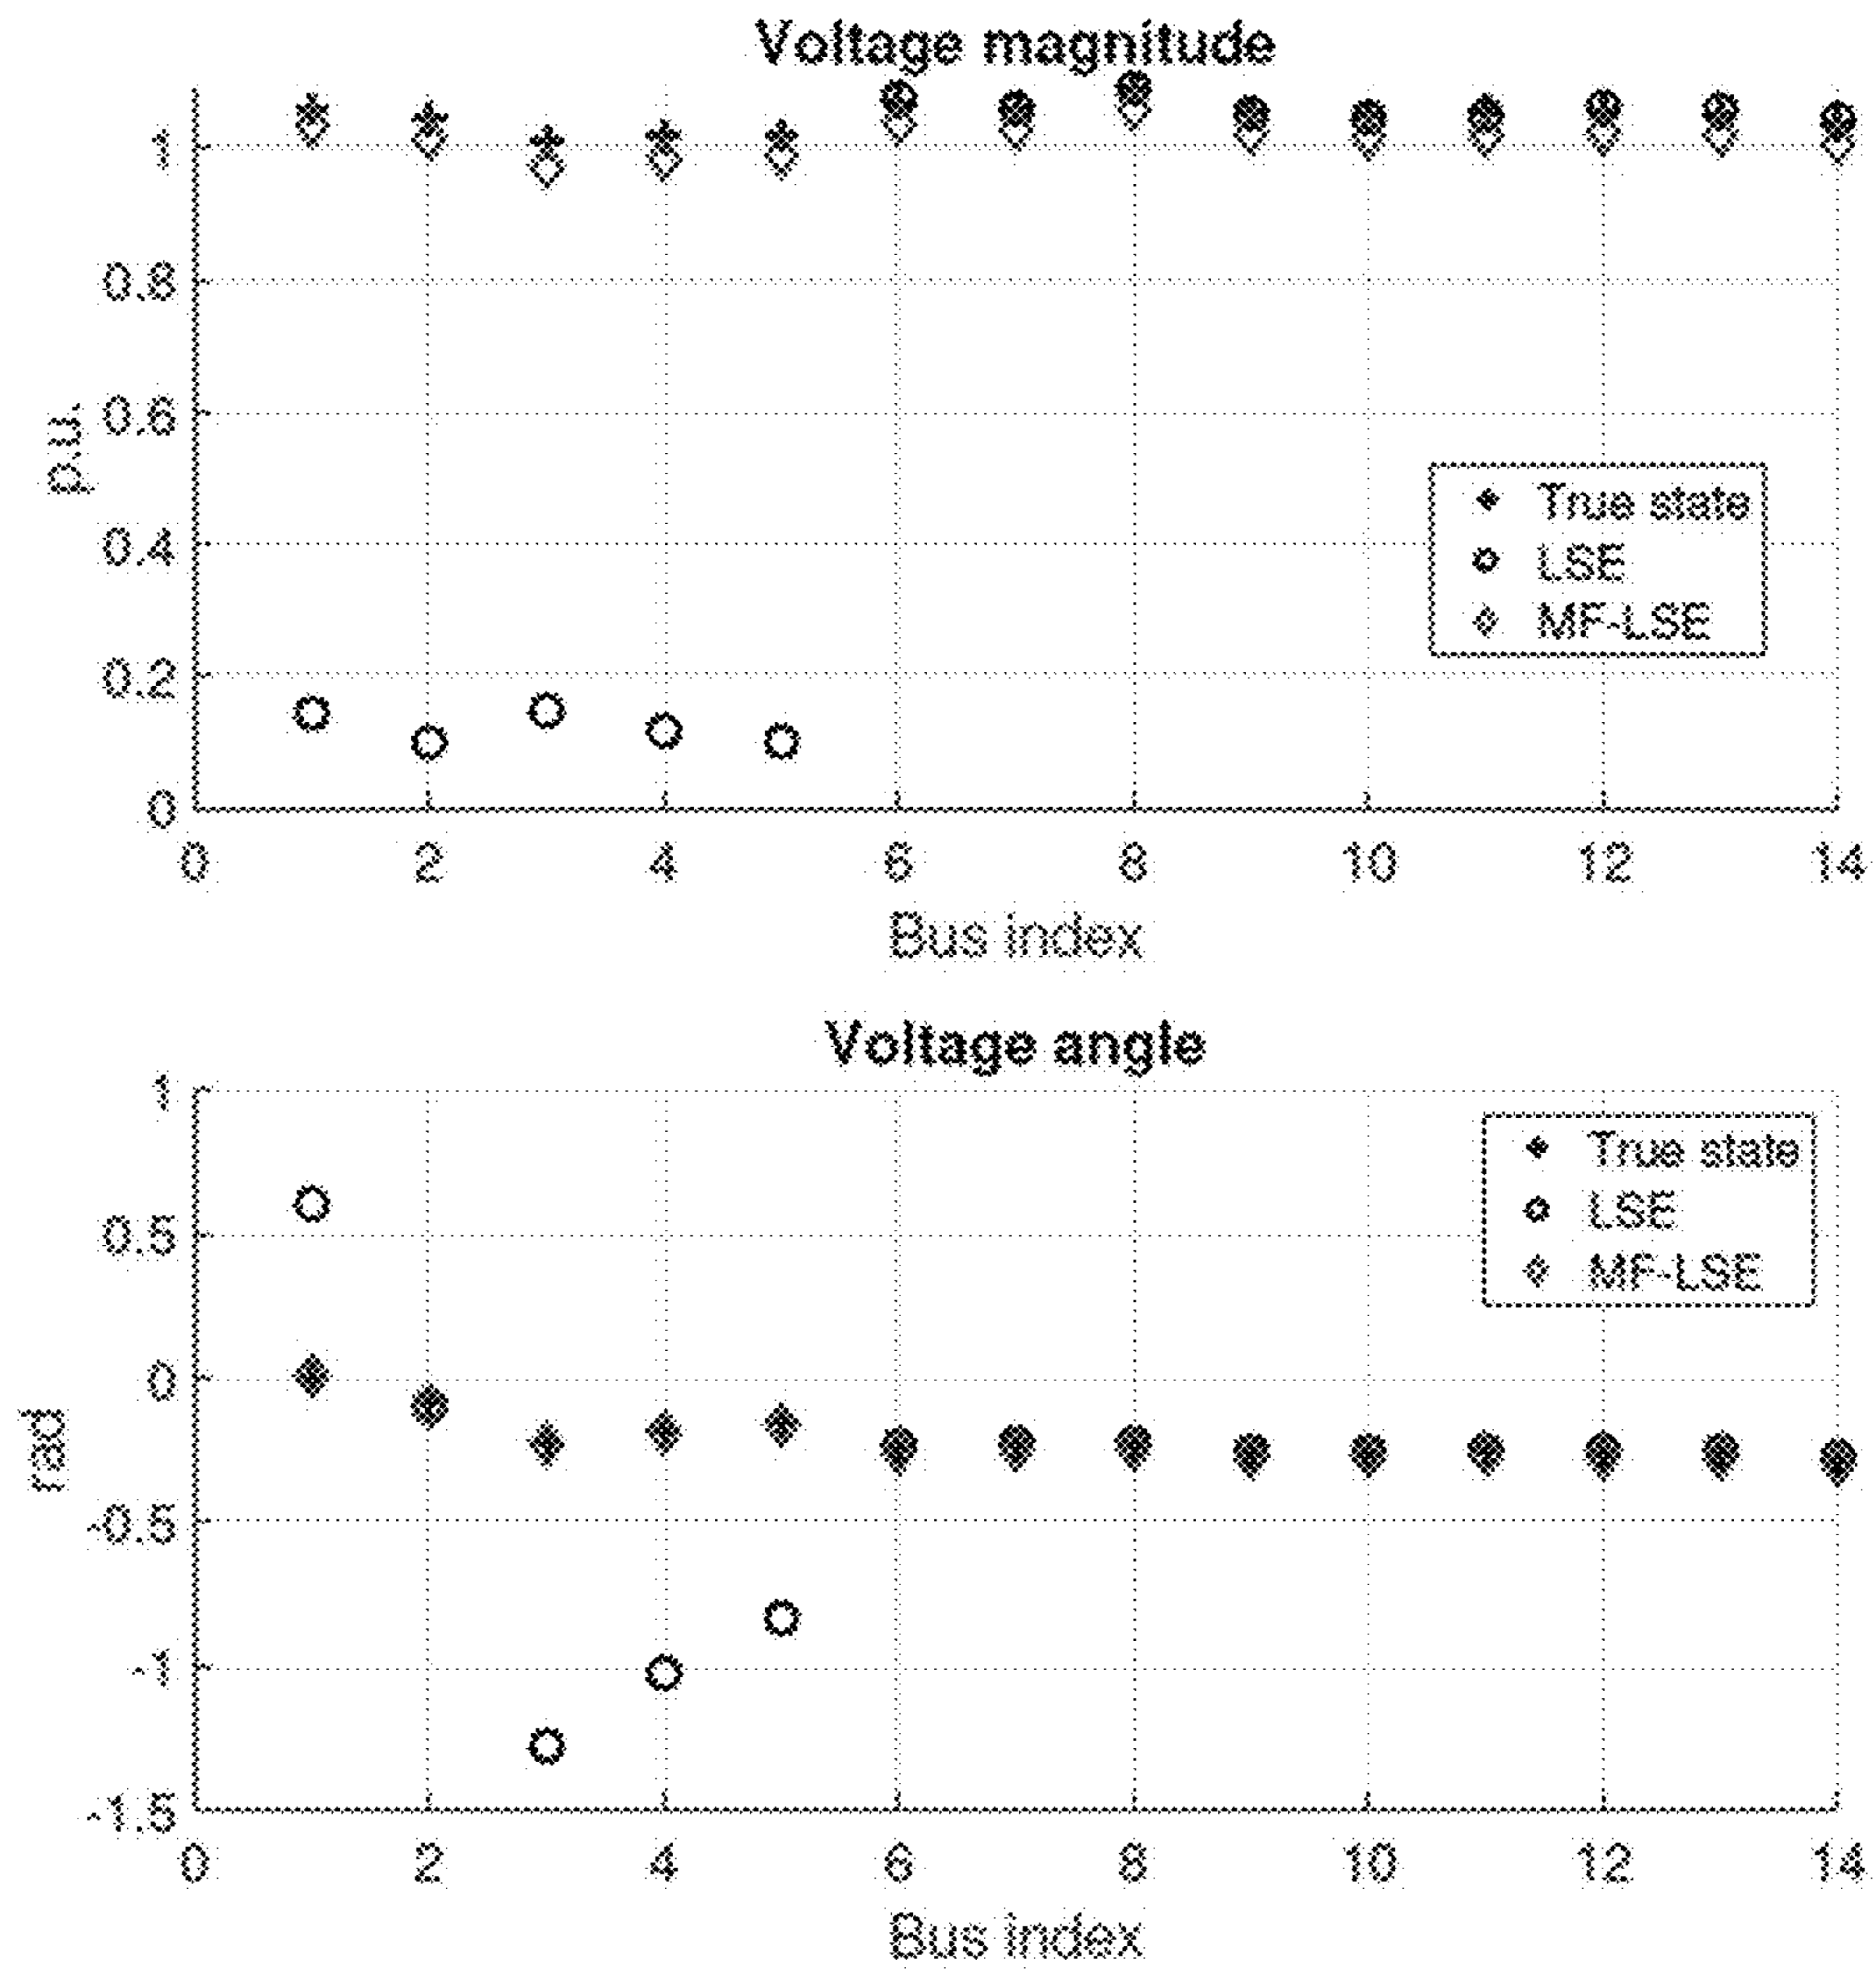 Voltage magnitude
1
0.8
0.6
0.4
0.2
0
p.u.
True state
LSE
MF-LSE
0 2 4 6 8 10 12 14
Bus index
Voltage angle
1
0.5
0
-0.5
-1
-1.5
rad
True state
LSE
MF-LSE
0 2 4 6 8 10 12 14
Bus index